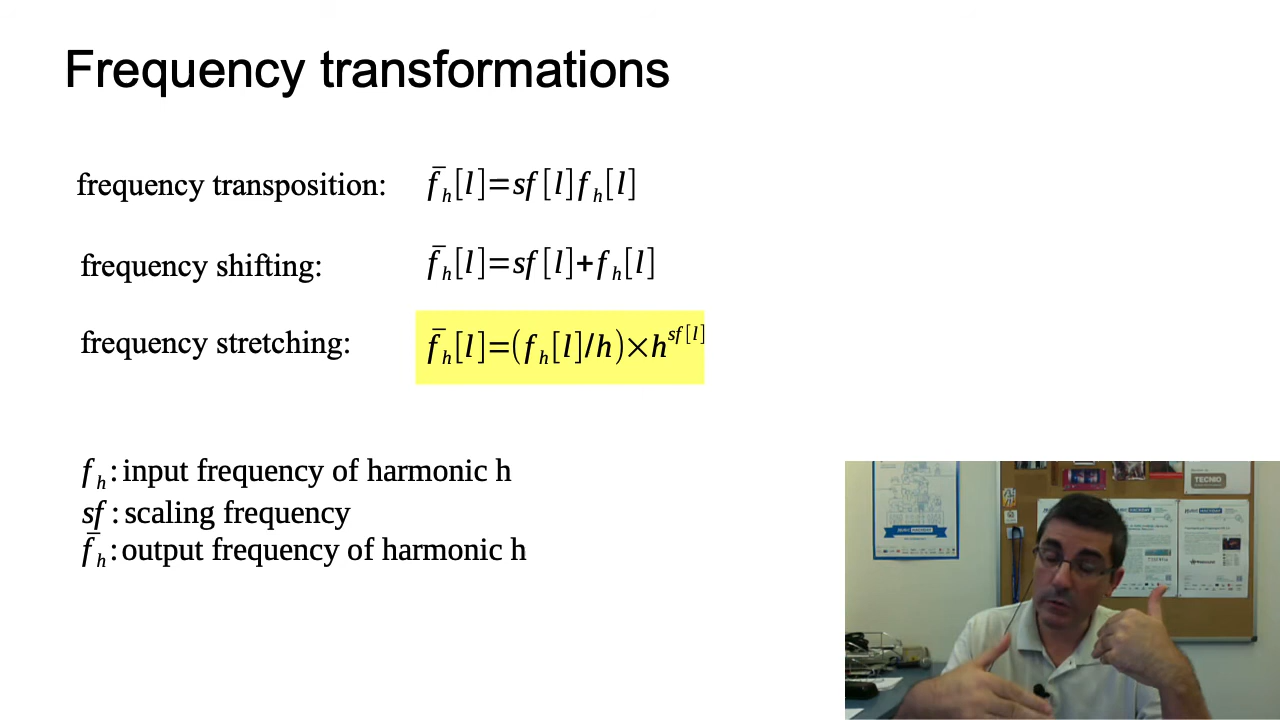 Frequency transformations
frequency transposition: f̄ₕ[l]=sf[l]fₕ[l]
frequency shifting: f̄ₕ[l]=sf[l]+fₕ[l]
frequency stretching: f̄ₕ[l]=(fₕ[l]/h)×h^sf[l]
fₕ: input frequency of harmonic h
sf : scaling frequency
f̄ₕ: output frequency of harmonic h
TECNIO